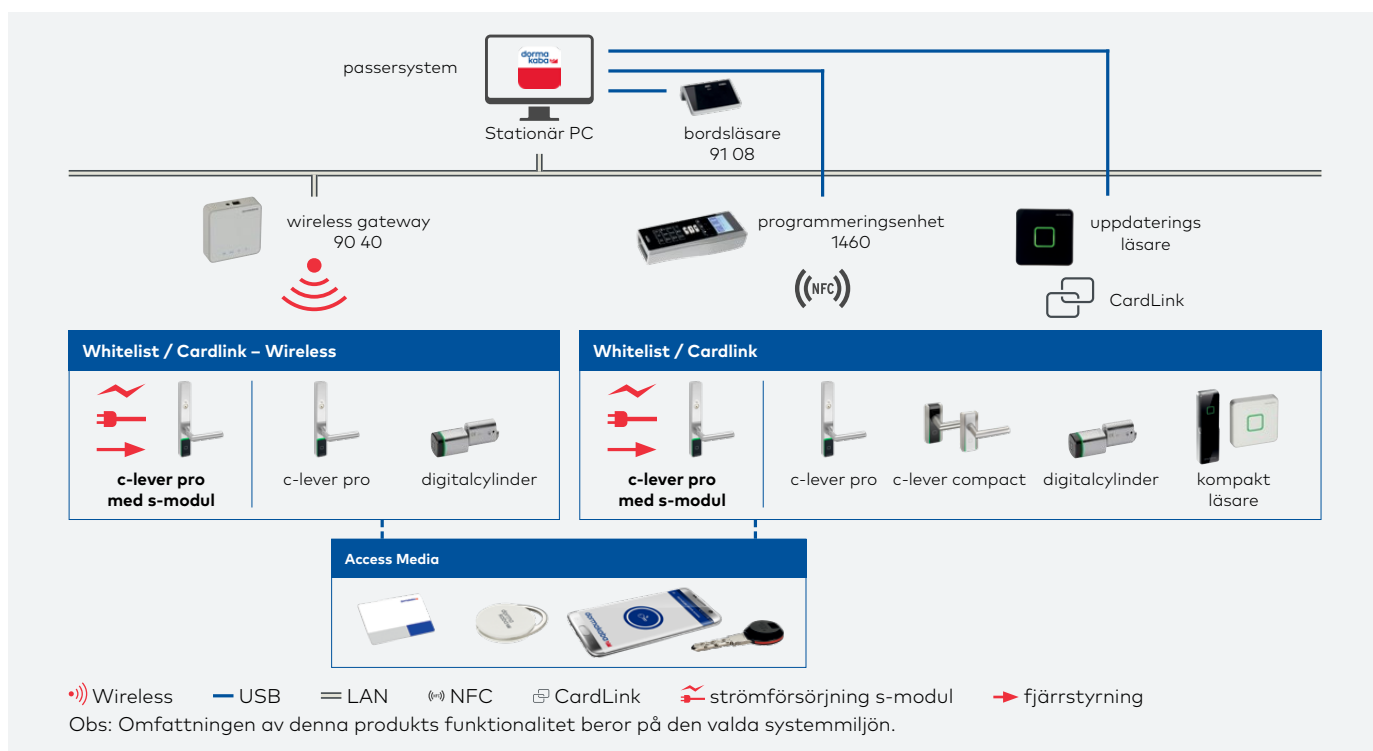 dorma
kaba
passersystem
Stationär PC
bordsläsare
91 08
wireless gateway
90 40
programmeringsenhet
1460
uppdaterings
läsare
((NFC))
CardLink
Whitelist / Cardlink – Wireless
c-lever pro
med s-modul
c-lever pro
digitalcylinder
Whitelist / Cardlink
c-lever pro
med s-modul
c-lever pro
c-lever compact
digitalcylinder
kompakt
läsare
Access Media
dorma
kaba
dormakaba
Wireless USB LAN NFC CardLink strömförsörjning s-modul fjärrstyrning
Obs: Omfattningen av denna produkts funktionalitet beror på den valda systemmiljön.